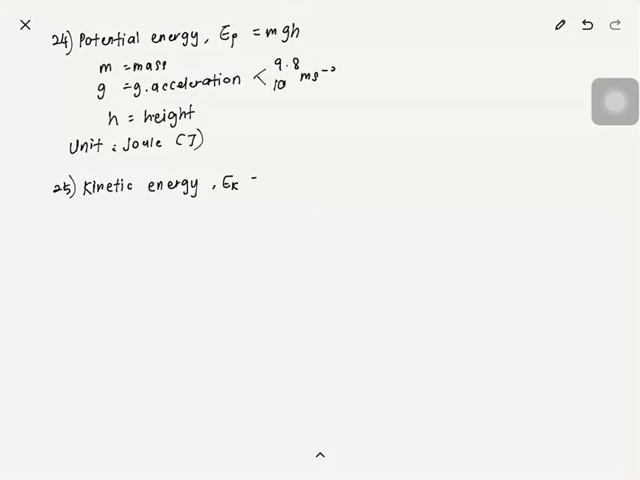 24) Potential energy, Ep = mgh
m = mass
g = g.acceleration < 9.8
10 ms⁻²
h = height
Unit : Joule (J)
25) Kinetic energy, EK -